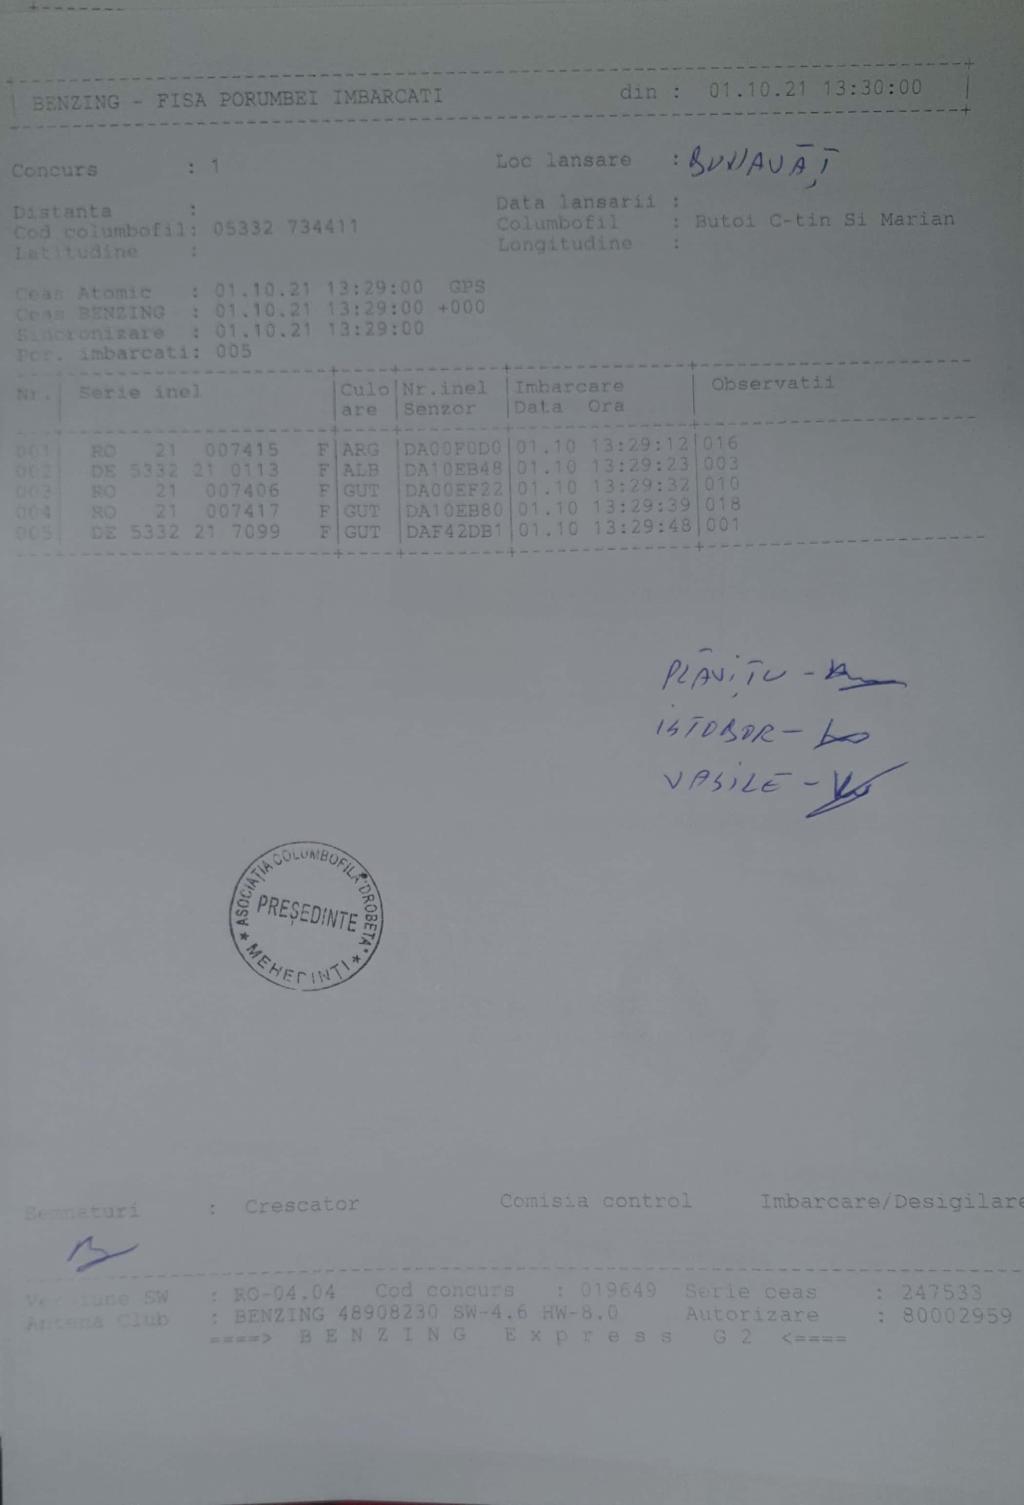 BENZING - FISA PORUMBEI IMBARCATI din : 01.10.21 13:30:00
Concurs : 1 Loc lansare :
Distanta : Data lansarii :
Cod columbofil: 05332 734411 Columbofil : Butoi C-tin Si Marian
Latitudine : Longitudine :
Ceas Atomic : 01.10.21 13:29:00 GPS
Ceas BENZING : 01.10.21 13:29:00 +000
Sincronizare : 01.10.21 13:29:00
Por. imbarcati: 005
Nr. Serie inel Culo Nr.inel Imbarcare Observatii
are Senzor Data Ora
001 RO 21 007415 F ARG DA00F0D0 01.10 13:29:12 016
002 DE 5332 21 0113 F ALB DA10EB48 01.10 13:29:23 003
003 RO 21 007406 F GUT DA00EF22 01.10 13:29:32 010
004 RO 21 007417 F GUT DA10EB80 01.10 13:29:39 018
005 DE 5332 21 7099 F GUT DAF42DB1 01.10 13:29:48 001
PLĂVIȚU -
ISTOBOR -
VASILE -
ASOCIAȚIA COLUMBOFILĂ "DROBETA"
PREȘEDINTE
* MEHEDINȚI *
Semnaturi : Crescator Comisia control Imbarcare/Desigilare
Versiune SW : RO-04.04 Cod concurs : 019649 Serie ceas : 247533
Antena Club : BENZING 48908230 SW-4.6 HW-8.0 Autorizare : 80002959
====> B E N Z I N G E x p r e s s G 2 <====